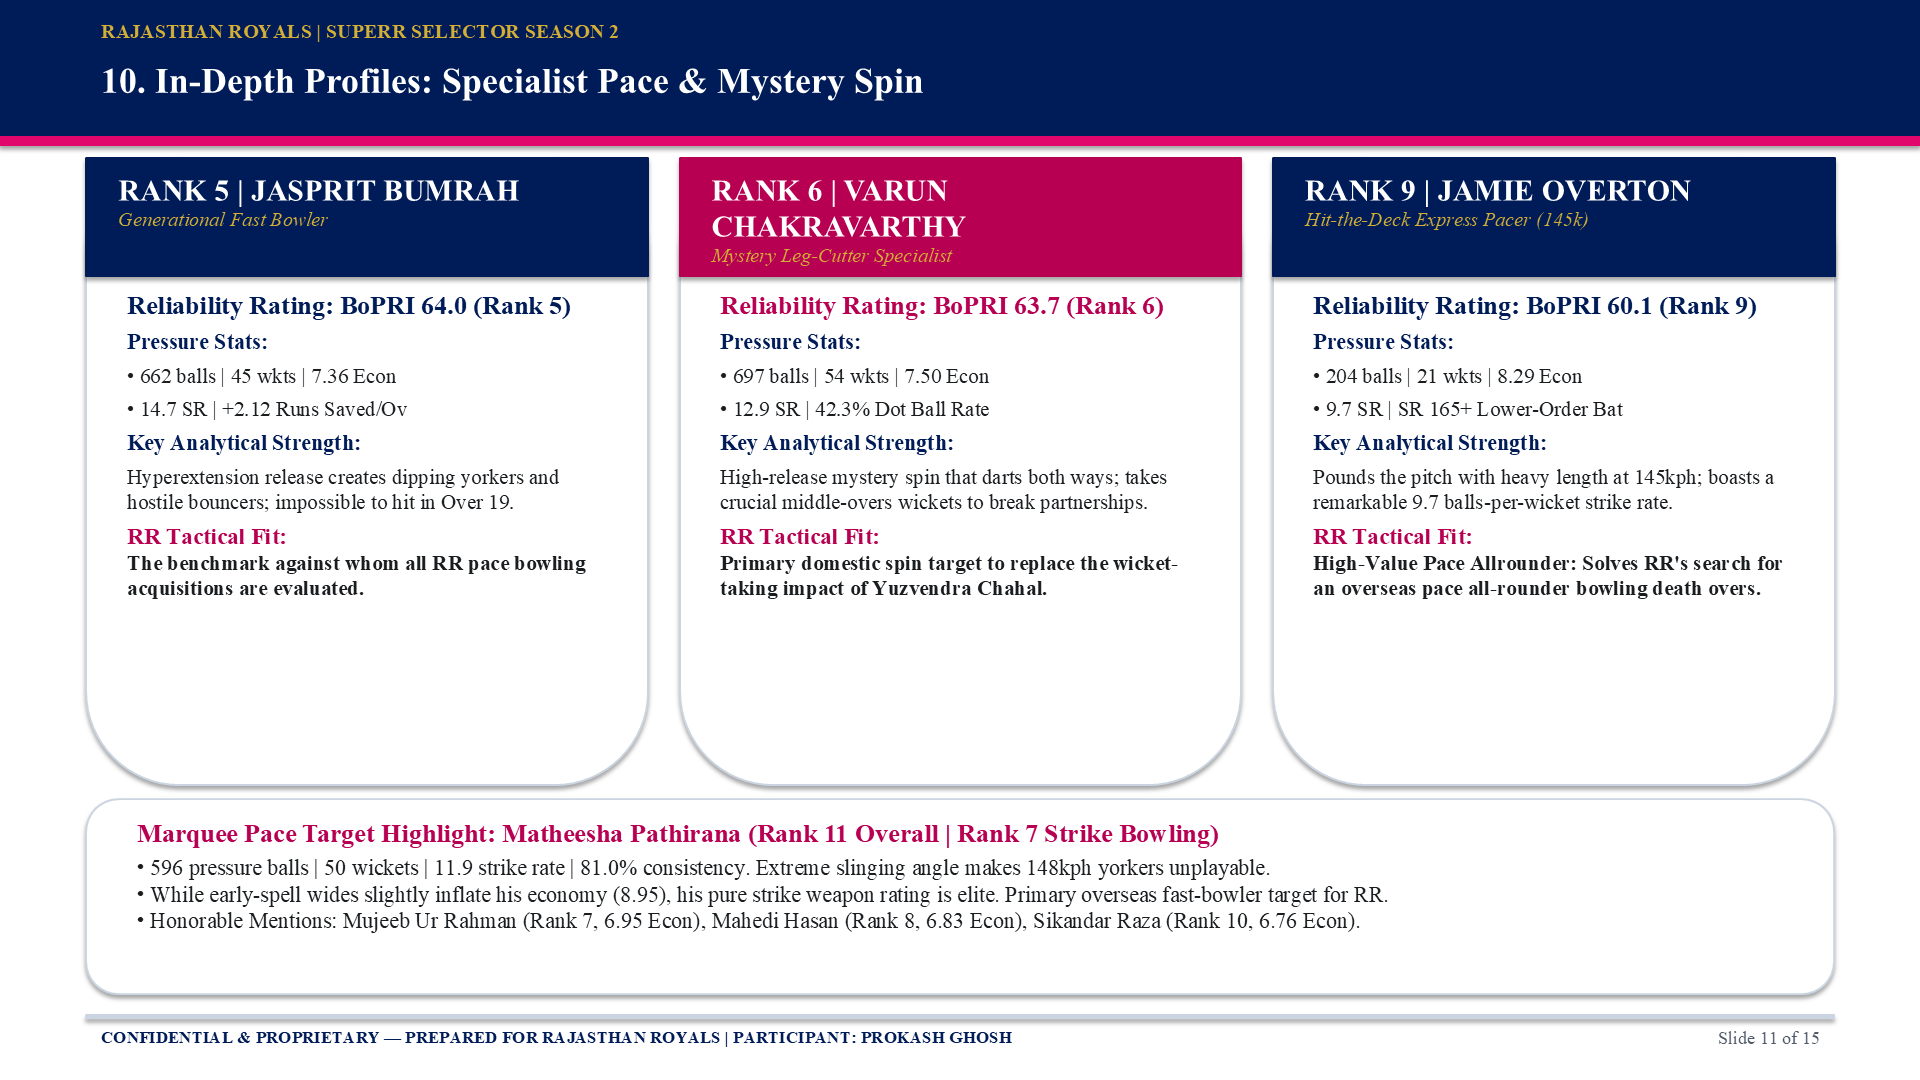 RAJASTHAN ROYALS | SUPERR SELECTOR SEASON 2
10. In-Depth Profiles: Specialist Pace & Mystery Spin
RANK 5 | JASPRIT BUMRAH
Generational Fast Bowler
Reliability Rating: BoPRI 64.0 (Rank 5)
Pressure Stats:
• 662 balls | 45 wkts | 7.36 Econ
• 14.7 SR | +2.12 Runs Saved/Ov
Key Analytical Strength:
Hyperextension release creates dipping yorkers and
hostile bouncers; impossible to hit in Over 19.
RR Tactical Fit:
The benchmark against whom all RR pace bowling
acquisitions are evaluated.
RANK 6 | VARUN
CHAKRAVARTHY
Mystery Leg-Cutter Specialist
Reliability Rating: BoPRI 63.7 (Rank 6)
Pressure Stats:
• 697 balls | 54 wkts | 7.50 Econ
• 12.9 SR | 42.3% Dot Ball Rate
Key Analytical Strength:
High-release mystery spin that darts both ways; takes
crucial middle-overs wickets to break partnerships.
RR Tactical Fit:
Primary domestic spin target to replace the wicket-
taking impact of Yuzvendra Chahal.
RANK 9 | JAMIE OVERTON
Hit-the-Deck Express Pacer (145k)
Reliability Rating: BoPRI 60.1 (Rank 9)
Pressure Stats:
• 204 balls | 21 wkts | 8.29 Econ
• 9.7 SR | SR 165+ Lower-Order Bat
Key Analytical Strength:
Pounds the pitch with heavy length at 145kph; boasts a
remarkable 9.7 balls-per-wicket strike rate.
RR Tactical Fit:
High-Value Pace Allrounder: Solves RR's search for
an overseas pace all-rounder bowling death overs.
Marquee Pace Target Highlight: Matheesha Pathirana (Rank 11 Overall | Rank 7 Strike Bowling)
• 596 pressure balls | 50 wickets | 11.9 strike rate | 81.0% consistency. Extreme slinging angle makes 148kph yorkers unplayable.
• While early-spell wides slightly inflate his economy (8.95), his pure strike weapon rating is elite. Primary overseas fast-bowler target for RR.
• Honorable Mentions: Mujeeb Ur Rahman (Rank 7, 6.95 Econ), Mahedi Hasan (Rank 8, 6.83 Econ), Sikandar Raza (Rank 10, 6.76 Econ).
CONFIDENTIAL & PROPRIETARY — PREPARED FOR RAJASTHAN ROYALS | PARTICIPANT: PROKASH GHOSH
Slide 11 of 15